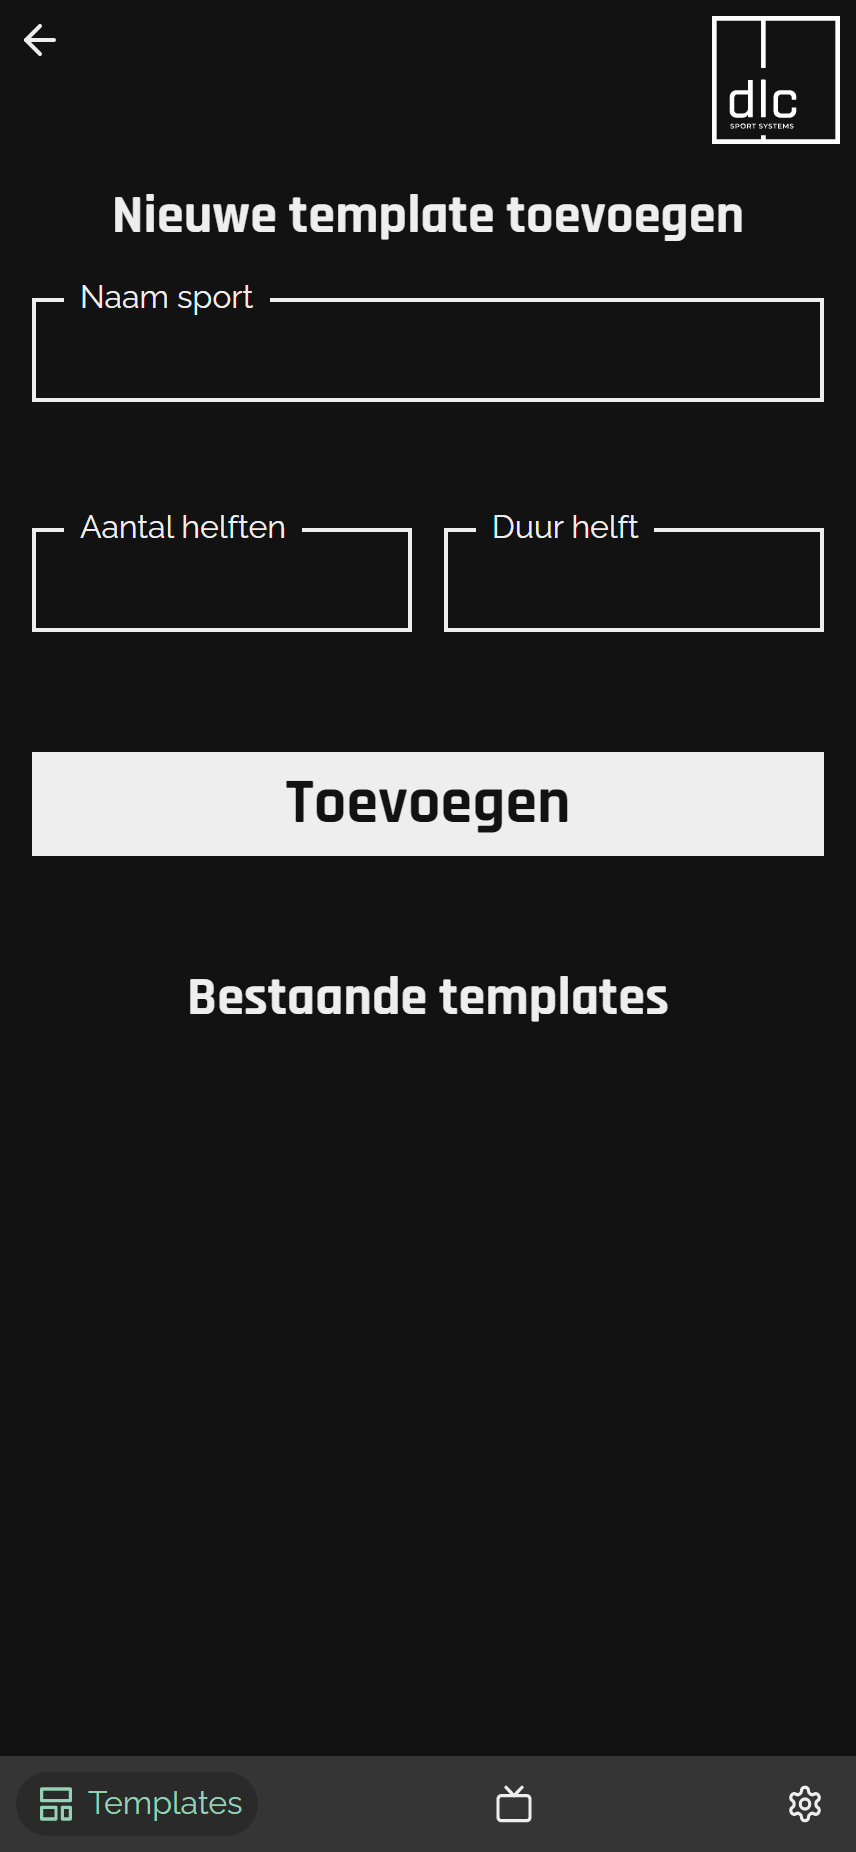 dlc
SPORT SYSTEMS
Nieuwe template toevoegen
Naam sport
Aantal helften
Duur helft
Toevoegen
Bestaande templates
Templates